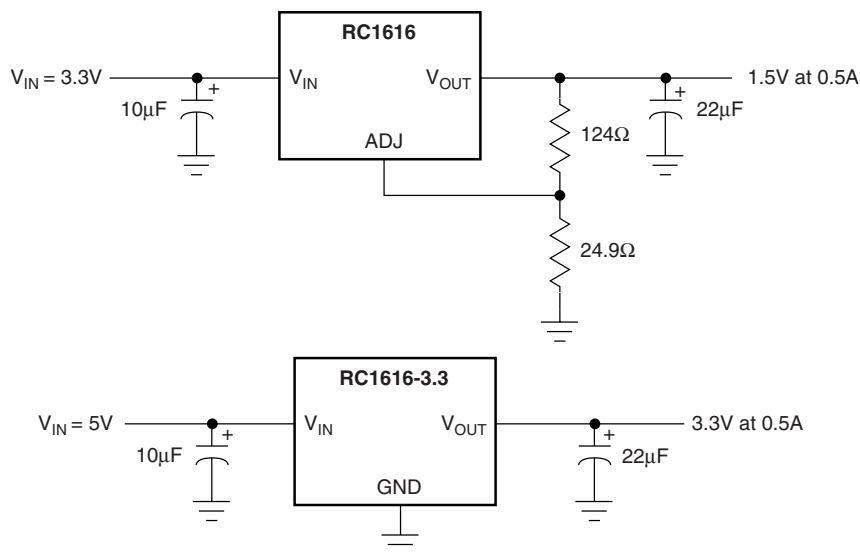 RC1616
V_IN = 3.3V
V_IN
V_OUT
1.5V at 0.5A
10μF
ADJ
124Ω
22μF
24.9Ω
RC1616-3.3
V_IN = 5V
V_IN
V_OUT
3.3V at 0.5A
10μF
GND
22μF